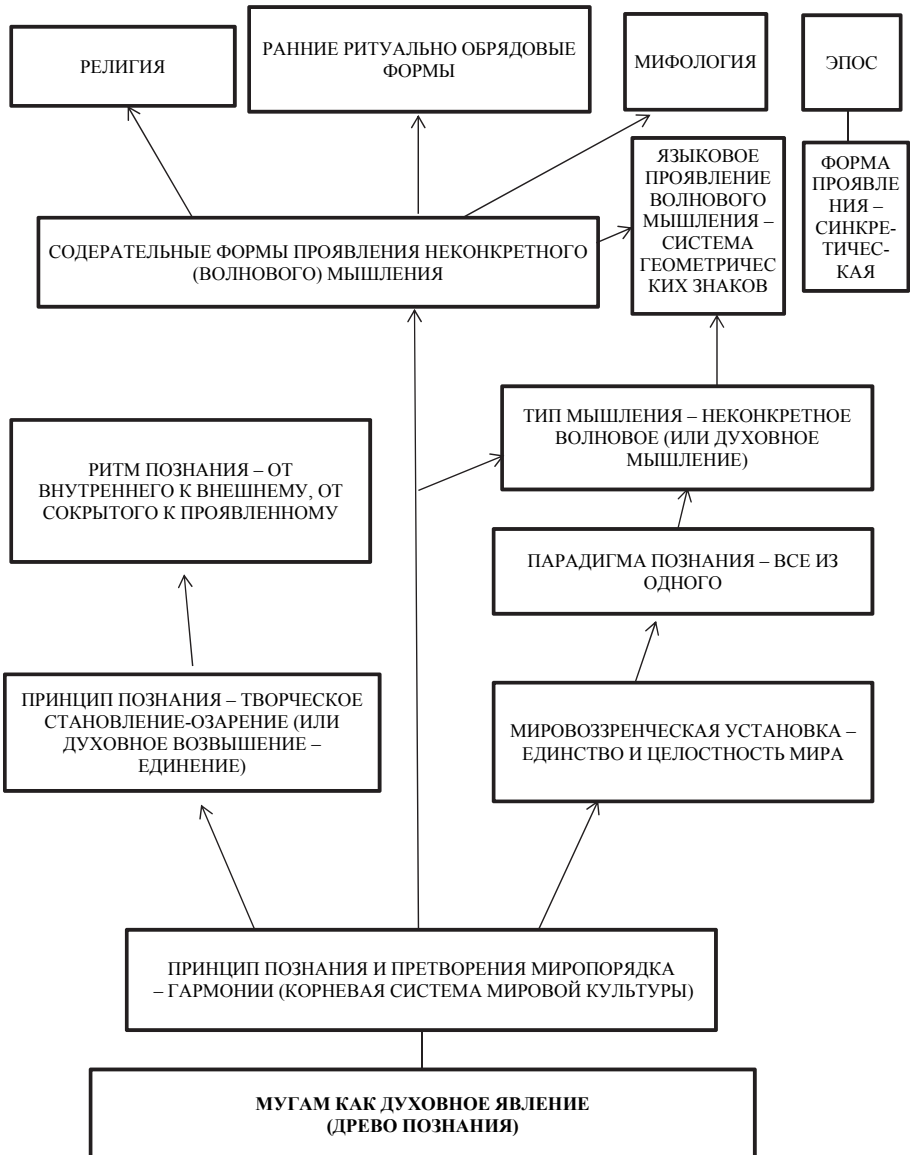 РЕЛИГИЯ
РАННИЕ РИТУАЛЬНО ОБРЯДОВЫЕ
ФОРМЫ
МИФОЛОГИЯ
ЭПОС
ЯЗЫКОВОЕ
ПРОЯВЛЕНИЕ
ВОЛНОВОГО
МЫШЛЕНИЯ –
СИСТЕМА
ГЕОМЕТРИЧЕС
КИХ ЗНАКОВ
ФОРМА
ПРОЯВЛЕ
НИЯ –
СИНКРЕ-
ТИЧЕС-
КАЯ
СОДЕРАТЕЛЬНЫЕ ФОРМЫ ПРОЯВЛЕНИЯ НЕКОНКРЕТНОГО
(ВОЛНОВОГО) МЫШЛЕНИЯ
ТИП МЫШЛЕНИЯ – НЕКОНКРЕТНОЕ
ВОЛНОВОЕ (ИЛИ ДУХОВНОЕ
МЫШЛЕНИЕ)
РИТМ ПОЗНАНИЯ – ОТ
ВНУТРЕННЕГО К ВНЕШНЕМУ, ОТ
СОКРЫТОГО К ПРОЯВЛЕННОМУ
ПАРАДИГМА ПОЗНАНИЯ – ВСЕ ИЗ
ОДНОГО
ПРИНЦИП ПОЗНАНИЯ – ТВОРЧЕСКОЕ
СТАНОВЛЕНИЕ-ОЗАРЕНИЕ (ИЛИ
ДУХОВНОЕ ВОЗВЫШЕНИЕ –
ЕДИНЕНИЕ)
МИРОВОЗЗРЕНЧЕСКАЯ УСТАНОВКА –
ЕДИНСТВО И ЦЕЛОСТНОСТЬ МИРА
ПРИНЦИП ПОЗНАНИЯ И ПРЕТВОРЕНИЯ МИРОПОРЯДКА
– ГАРМОНИИ (КОРНЕВАЯ СИСТЕМА МИРОВОЙ КУЛЬТУРЫ)
МУГАМ КАК ДУХОВНОЕ ЯВЛЕНИЕ
(ДРЕВО ПОЗНАНИЯ)